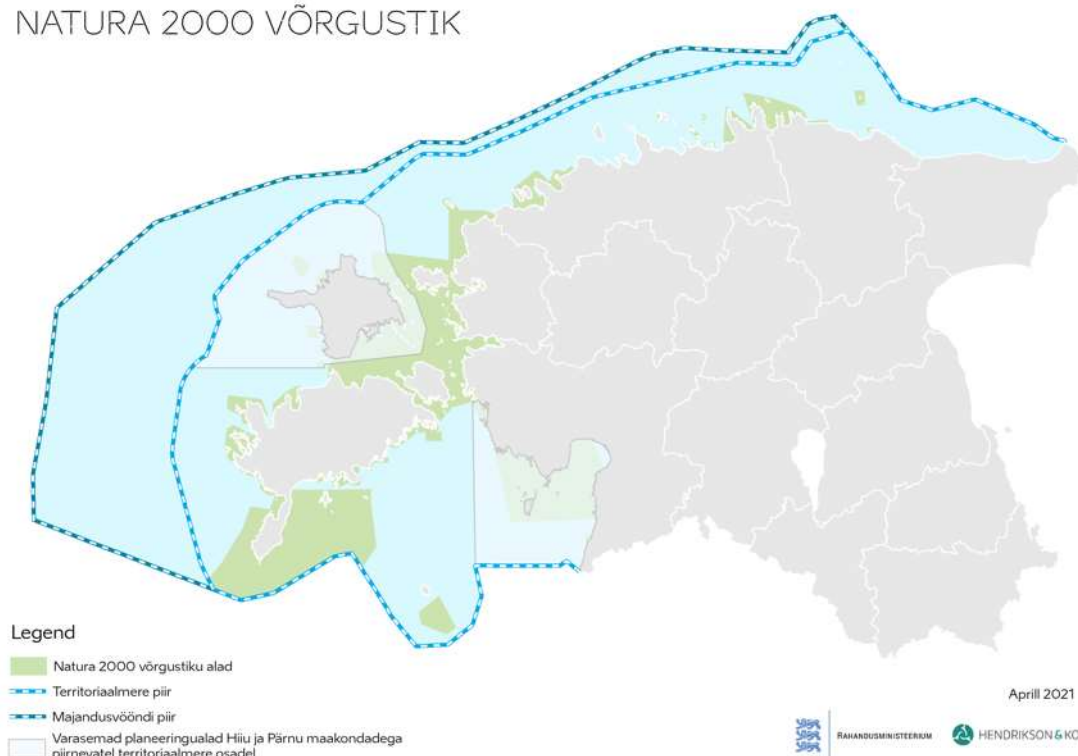 NATURA 2000 VÕRGUSTIK
Legend
Natura 2000 võrgustiku alad
Territoriaalmere piir
Majandusvööndi piir
Varasemad planeeringualad Hiiu ja Pärnu maakondadega
piirnevatel territoriaalmere osadel
Aprill 2021
RAHANDUSMINISTEERIUM
HENDRIKSON & KO